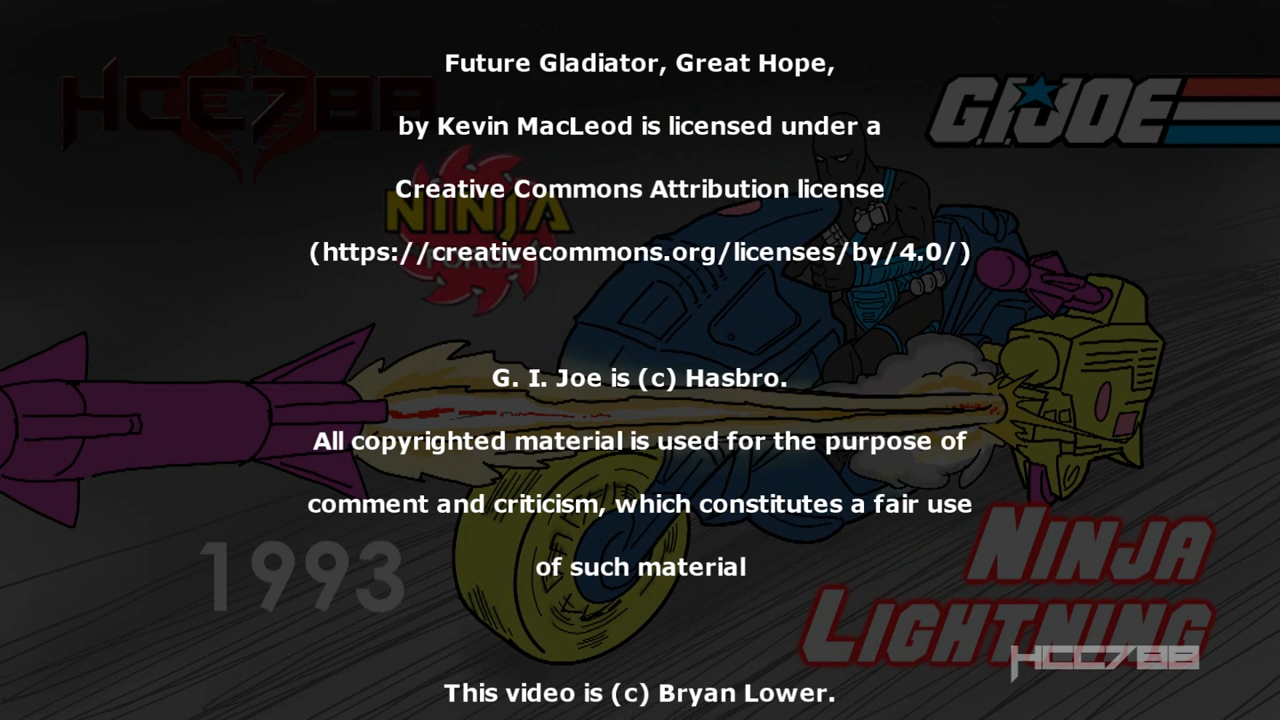 Future Gladiator, Great Hope,
HCC788
G.I. JOE
by Kevin MacLeod is licensed under a
Creative Commons Attribution license
NINJA
FORCE
(https://creativecommons.org/licenses/by/4.0/)
G. I. Joe is (c) Hasbro.
All copyrighted material is used for the purpose of
comment and criticism, which constitutes a fair use
of such material
1993
NINJA
LIGHTNING
HCC788
This video is (c) Bryan Lower.